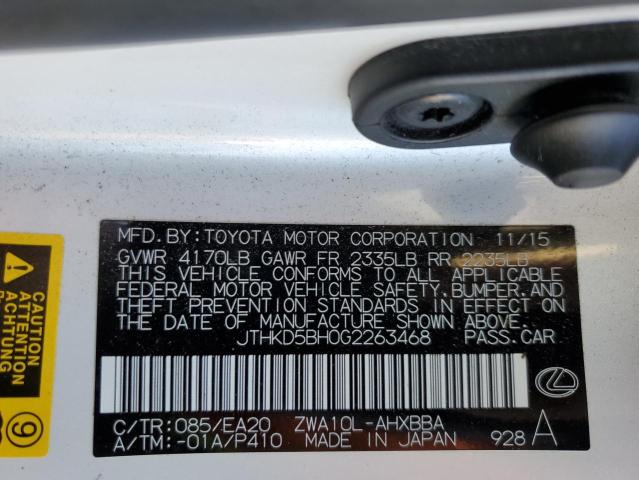 MFD. BY: TOYOTA MOTOR CORPORATION 11/15
GVWR 4170LB GAWR FR 2335LB RR 2235LB
THIS VEHICLE CONFORMS TO ALL APPLICABLE
FEDERAL MOTOR VEHICLE SAFETY, BUMPER, AND
THEFT PREVENTION STANDARDS IN EFFECT ON
THE DATE OF MANUFACTURE SHOWN ABOVE.
JTHKD5BH0G2263468 PASS.CAR
C/TR:085/EA20 ZWA10L-AHXBBA
A/TM:-01A/P410 MADE IN JAPAN 928 A
CAUTION
ACHTUNG
ATTENTION
9